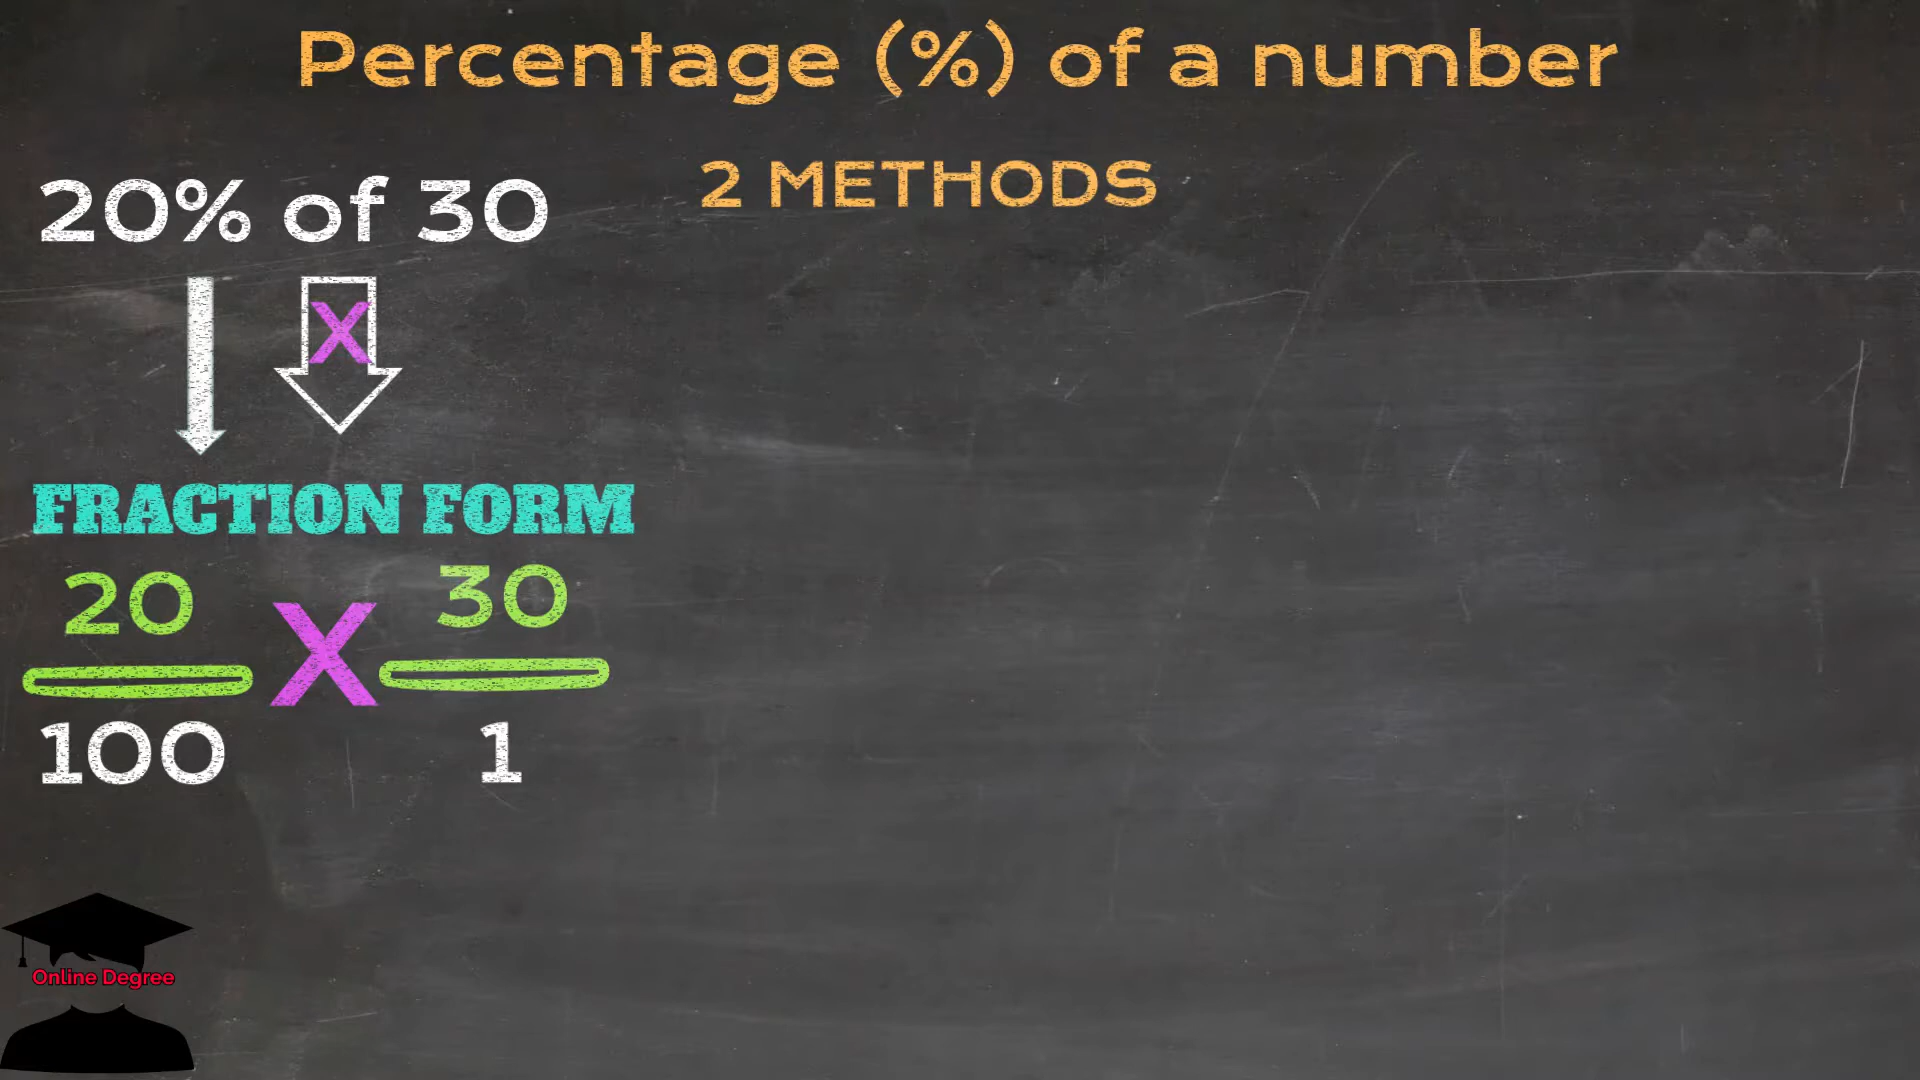 Percentage (%) of a number
2 METHODS
20% of 30
X
FRACTION FORM
20 X 30
100 1
Online Degree